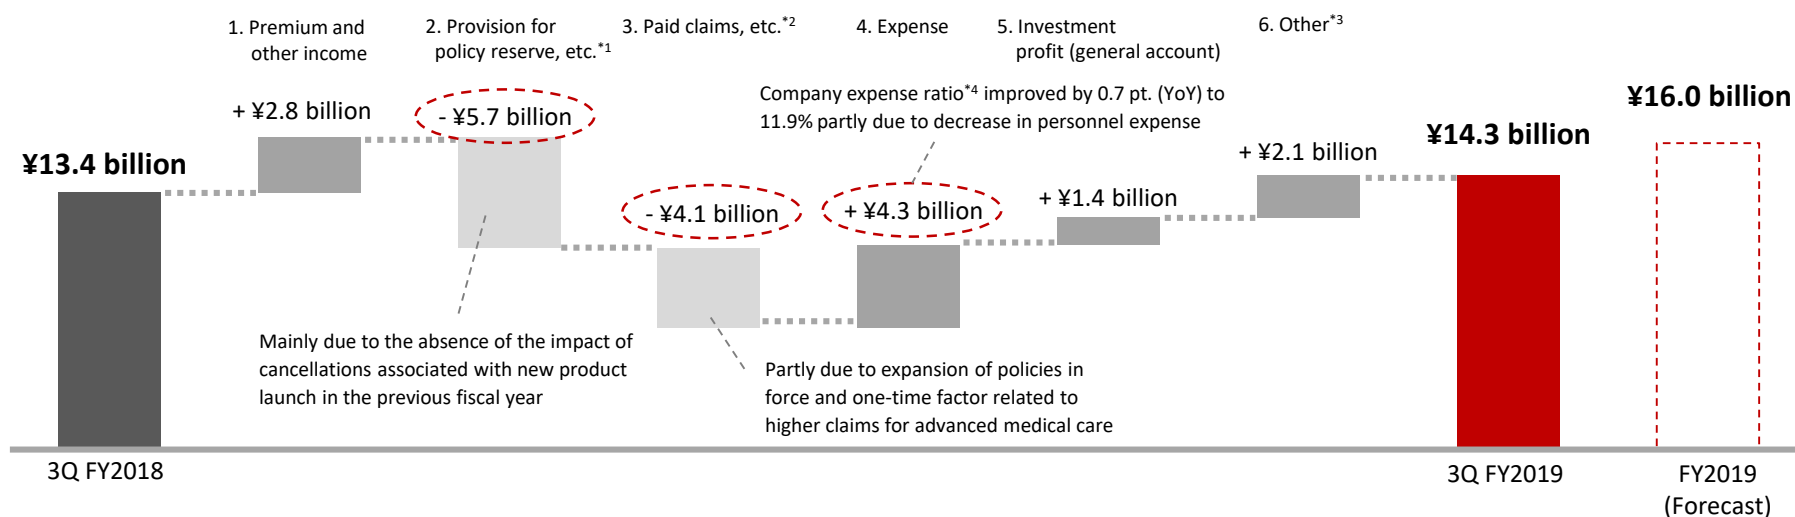 1. Premium and
other income
2. Provision for
policy reserve, etc.*1
3. Paid claims, etc.*2
4. Expense
5. Investment
profit (general account)
6. Other*3
Company expense ratio*4 improved by 0.7 pt. (YoY) to
11.9% partly due to decrease in personnel expense
¥13.4 billion
+ ¥2.8 billion
- ¥5.7 billion
- ¥4.1 billion
+ ¥4.3 billion
+ ¥1.4 billion
+ ¥2.1 billion
¥14.3 billion
¥16.0 billion
Mainly due to the absence of the impact of
cancellations associated with new product
launch in the previous fiscal year
Partly due to expansion of policies in
force and one-time factor related to
higher claims for advanced medical care
3Q FY2018
3Q FY2019
FY2019
(Forecast)